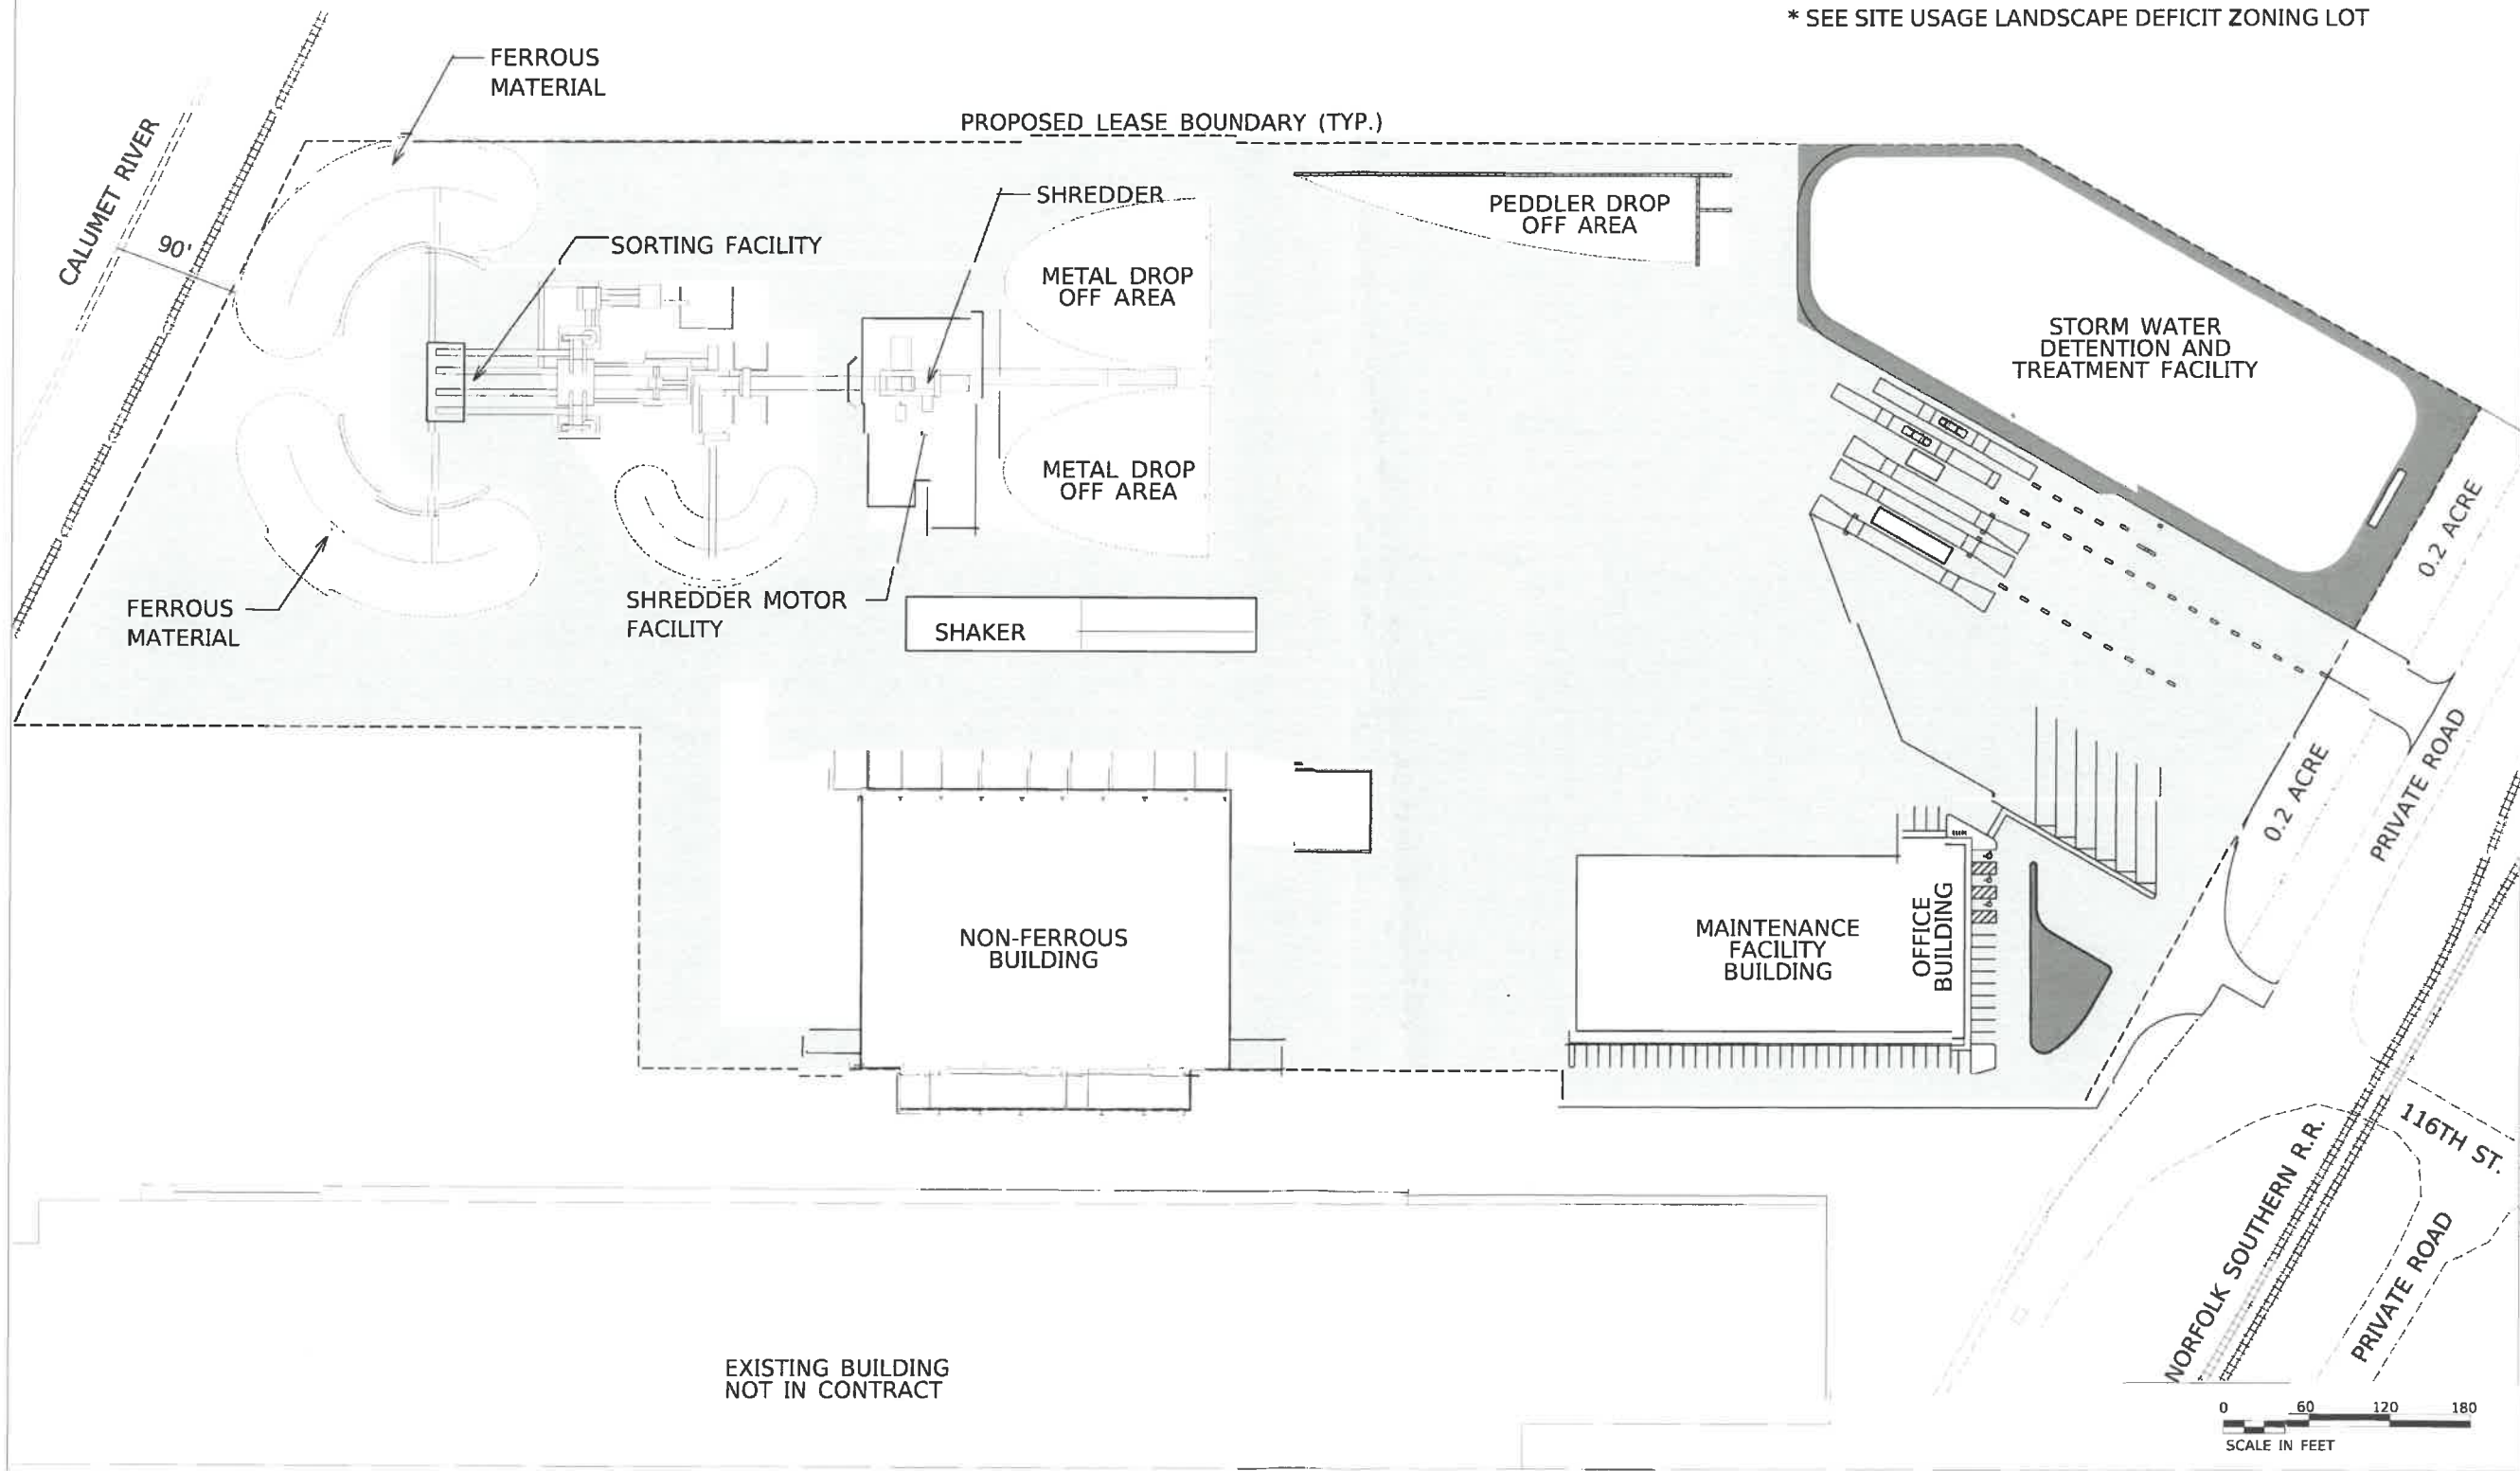 * SEE SITE USAGE LANDSCAPE DEFICIT ZONING LOT
FERROUS
MATERIAL
PROPOSED LEASE BOUNDARY (TYP.)
CALUMET RIVER
90'
SHREDDER
SORTING FACILITY
METAL DROP
OFF AREA
PEDDLER DROP
OFF AREA
STORM WATER
DETENTION AND
TREATMENT FACILITY
METAL DROP
OFF AREA
0.2 ACRE
FERROUS
MATERIAL
SHREDDER MOTOR
FACILITY
SHAKER
0.2 ACRE
PRIVATE ROAD
NON-FERROUS
BUILDING
MAINTENANCE
FACILITY
BUILDING
OFFICE
BUILDING
116TH ST.
NORFOLK SOUTHERN R.R.
PRIVATE ROAD
EXISTING BUILDING
NOT IN CONTRACT
0 60 120 180
SCALE IN FEET